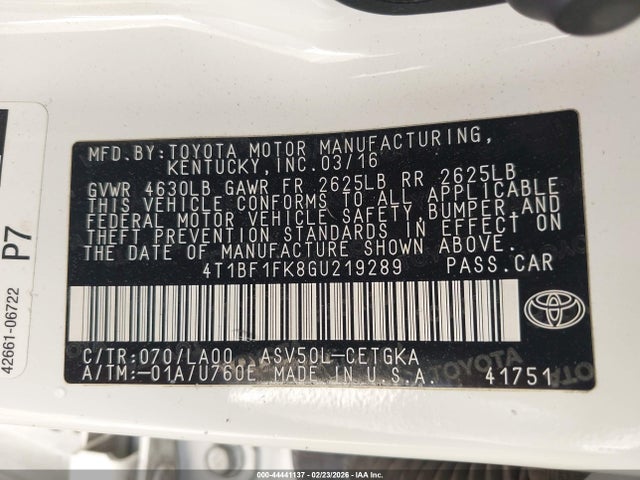 MFD.BY:TOYOTA MOTOR MANUFACTURING,
KENTUCKY,INC.03/16
GVWR 4630LB GAWR FR 2625LB RR 2625LB
THIS VEHICLE CONFORMS TO ALL APPLICABLE
FEDERAL MOTOR VEHICLE SAFETY,BUMPER,AND
THEFT PREVENTION STANDARDS IN EFFECT ON
THE DATE OF MANUFACTURE SHOWN ABOVE.
4T1BF1FK8GU219289 PASS.CAR
C/TR:070/LA00 ASV50L-CETGKA
A/TM:-01A/U760E MADE IN U.S.A. 41751
TOYOTA
42661-06722 P7
000-44441137 - 02/23/2026 - IAA Inc.